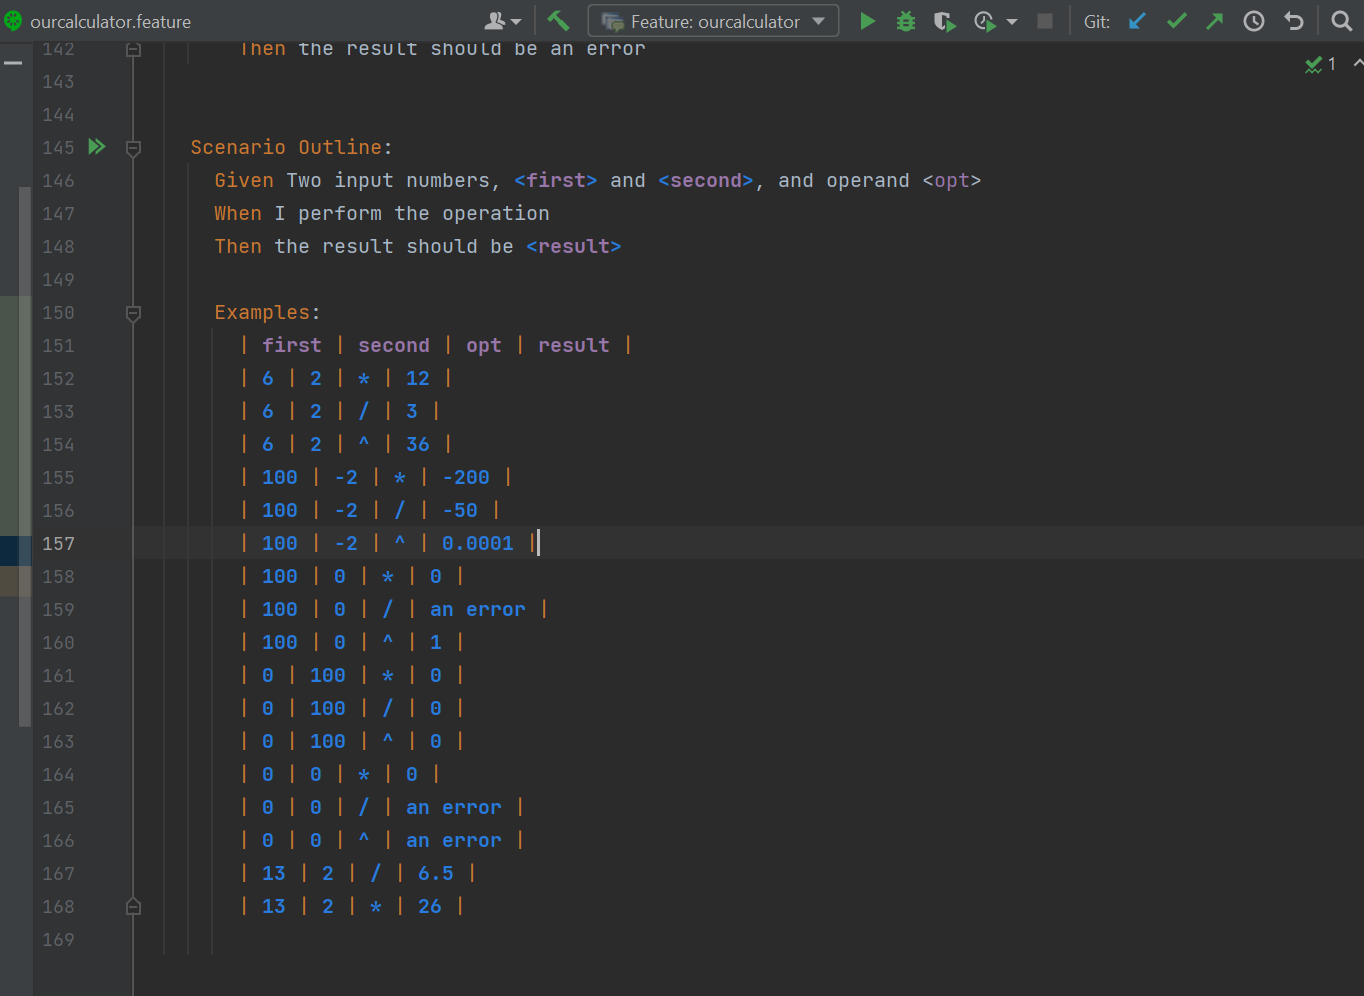 ourcalculator.feature
Feature: ourcalculator
Git:
1
142 Then the result should be an error
143
144
145 Scenario Outline:
146 Given Two input numbers, <first> and <second>, and operand <opt>
147 When I perform the operation
148 Then the result should be <result>
149
150 Examples:
151 | first | second | opt | result |
152 | 6 | 2 | * | 12 |
153 | 6 | 2 | / | 3 |
154 | 6 | 2 | ^ | 36 |
155 | 100 | -2 | * | -200 |
156 | 100 | -2 | / | -50 |
157 | 100 | -2 | ^ | 0.0001 |
158 | 100 | 0 | * | 0 |
159 | 100 | 0 | / | an error |
160 | 100 | 0 | ^ | 1 |
161 | 0 | 100 | * | 0 |
162 | 0 | 100 | / | 0 |
163 | 0 | 100 | ^ | 0 |
164 | 0 | 0 | * | 0 |
165 | 0 | 0 | / | an error |
166 | 0 | 0 | ^ | an error |
167 | 13 | 2 | / | 6.5 |
168 | 13 | 2 | * | 26 |
169